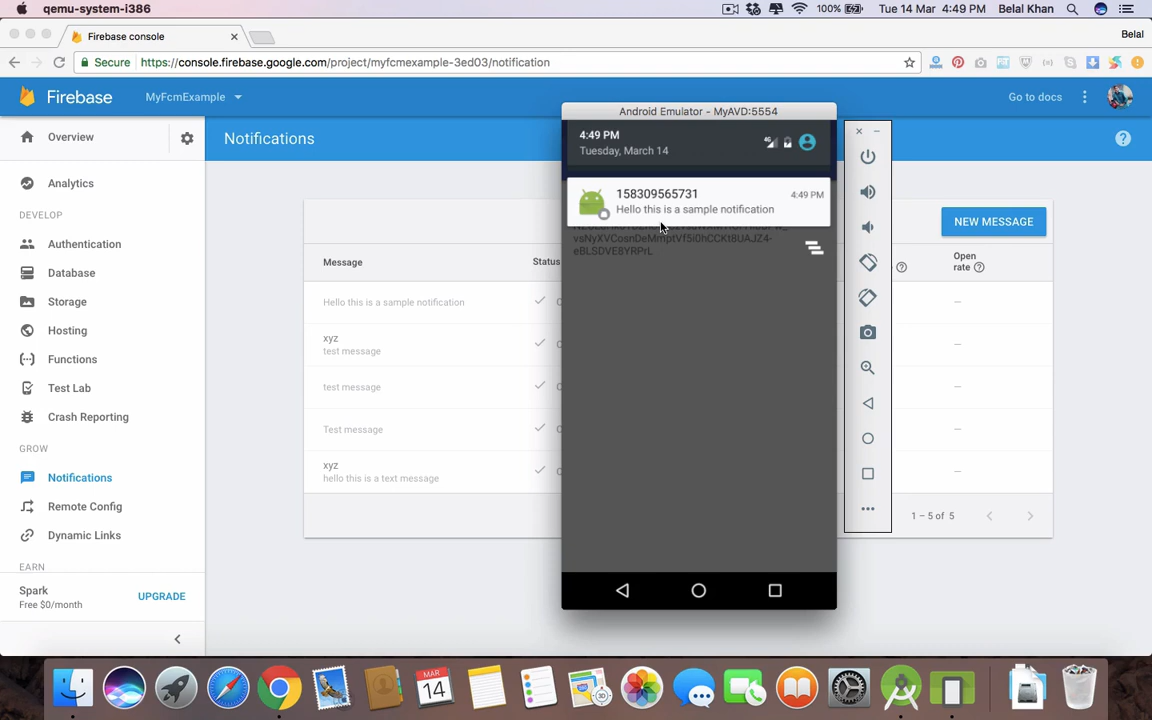 qemu-system-i386
100%
Tue 14 Mar 4:49 PM
Belal Khan
Firebase console
Belal
Secure
https://console.firebase.google.com/project/myfcmexample-3ed03/notification
Firebase
MyFcmExample
Go to docs
Overview
Notifications
Analytics
DEVELOP
Authentication
Database
Storage
Hosting
Functions
Test Lab
Crash Reporting
GROW
Notifications
Remote Config
Dynamic Links
EARN
Spark
Free $0/month
UPGRADE
NEW MESSAGE
Message
Status
Open
rate
Hello this is a sample notification
xyz
test message
test message
Test message
xyz
hello this is a text message
1 – 5 of 5
Android Emulator - MyAVD:5554
4:49 PM
Tuesday, March 14
4G
158309565731
4:49 PM
Hello this is a sample notification
eBLSDVE8YRPrL
MAR
14
3D